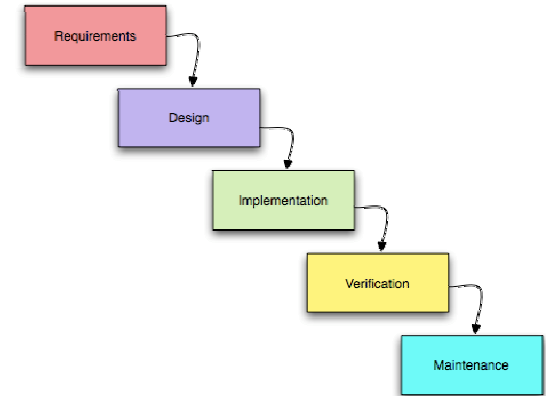 Requirements
Design
Implementation
Verification
Maintenance